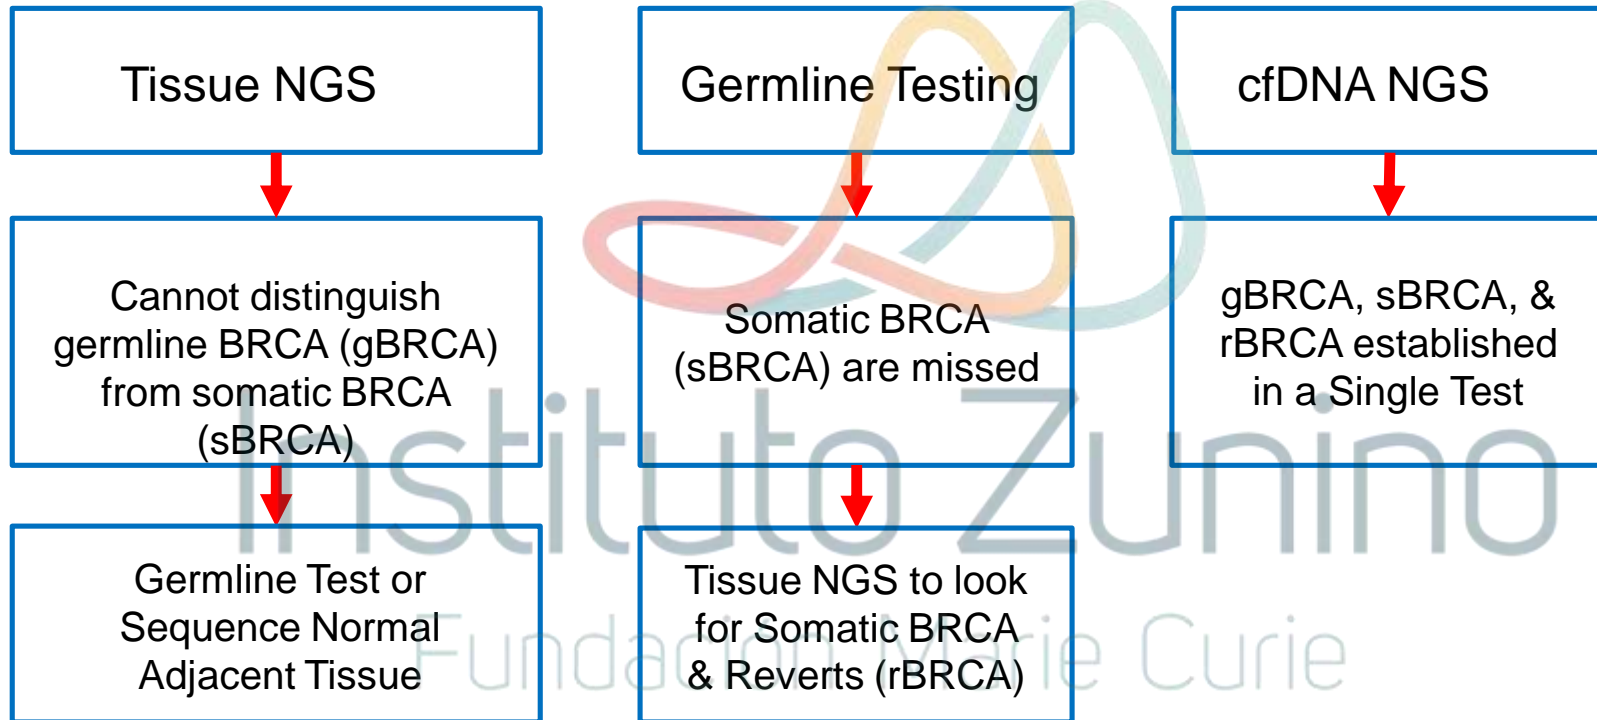 Tissue NGS
Germline Testing
cfDNA NGS
Cannot distinguish
germline BRCA (gBRCA)
from somatic BRCA
(sBRCA)
Somatic BRCA
(sBRCA) are missed
gBRCA, sBRCA, &
rBRCA established
in a Single Test
Germline Test or
Sequence Normal
Adjacent Tissue
Tissue NGS to look
for Somatic BRCA
& Reverts (rBRCA)
Instituto Zunino
Fundación Marie Curie